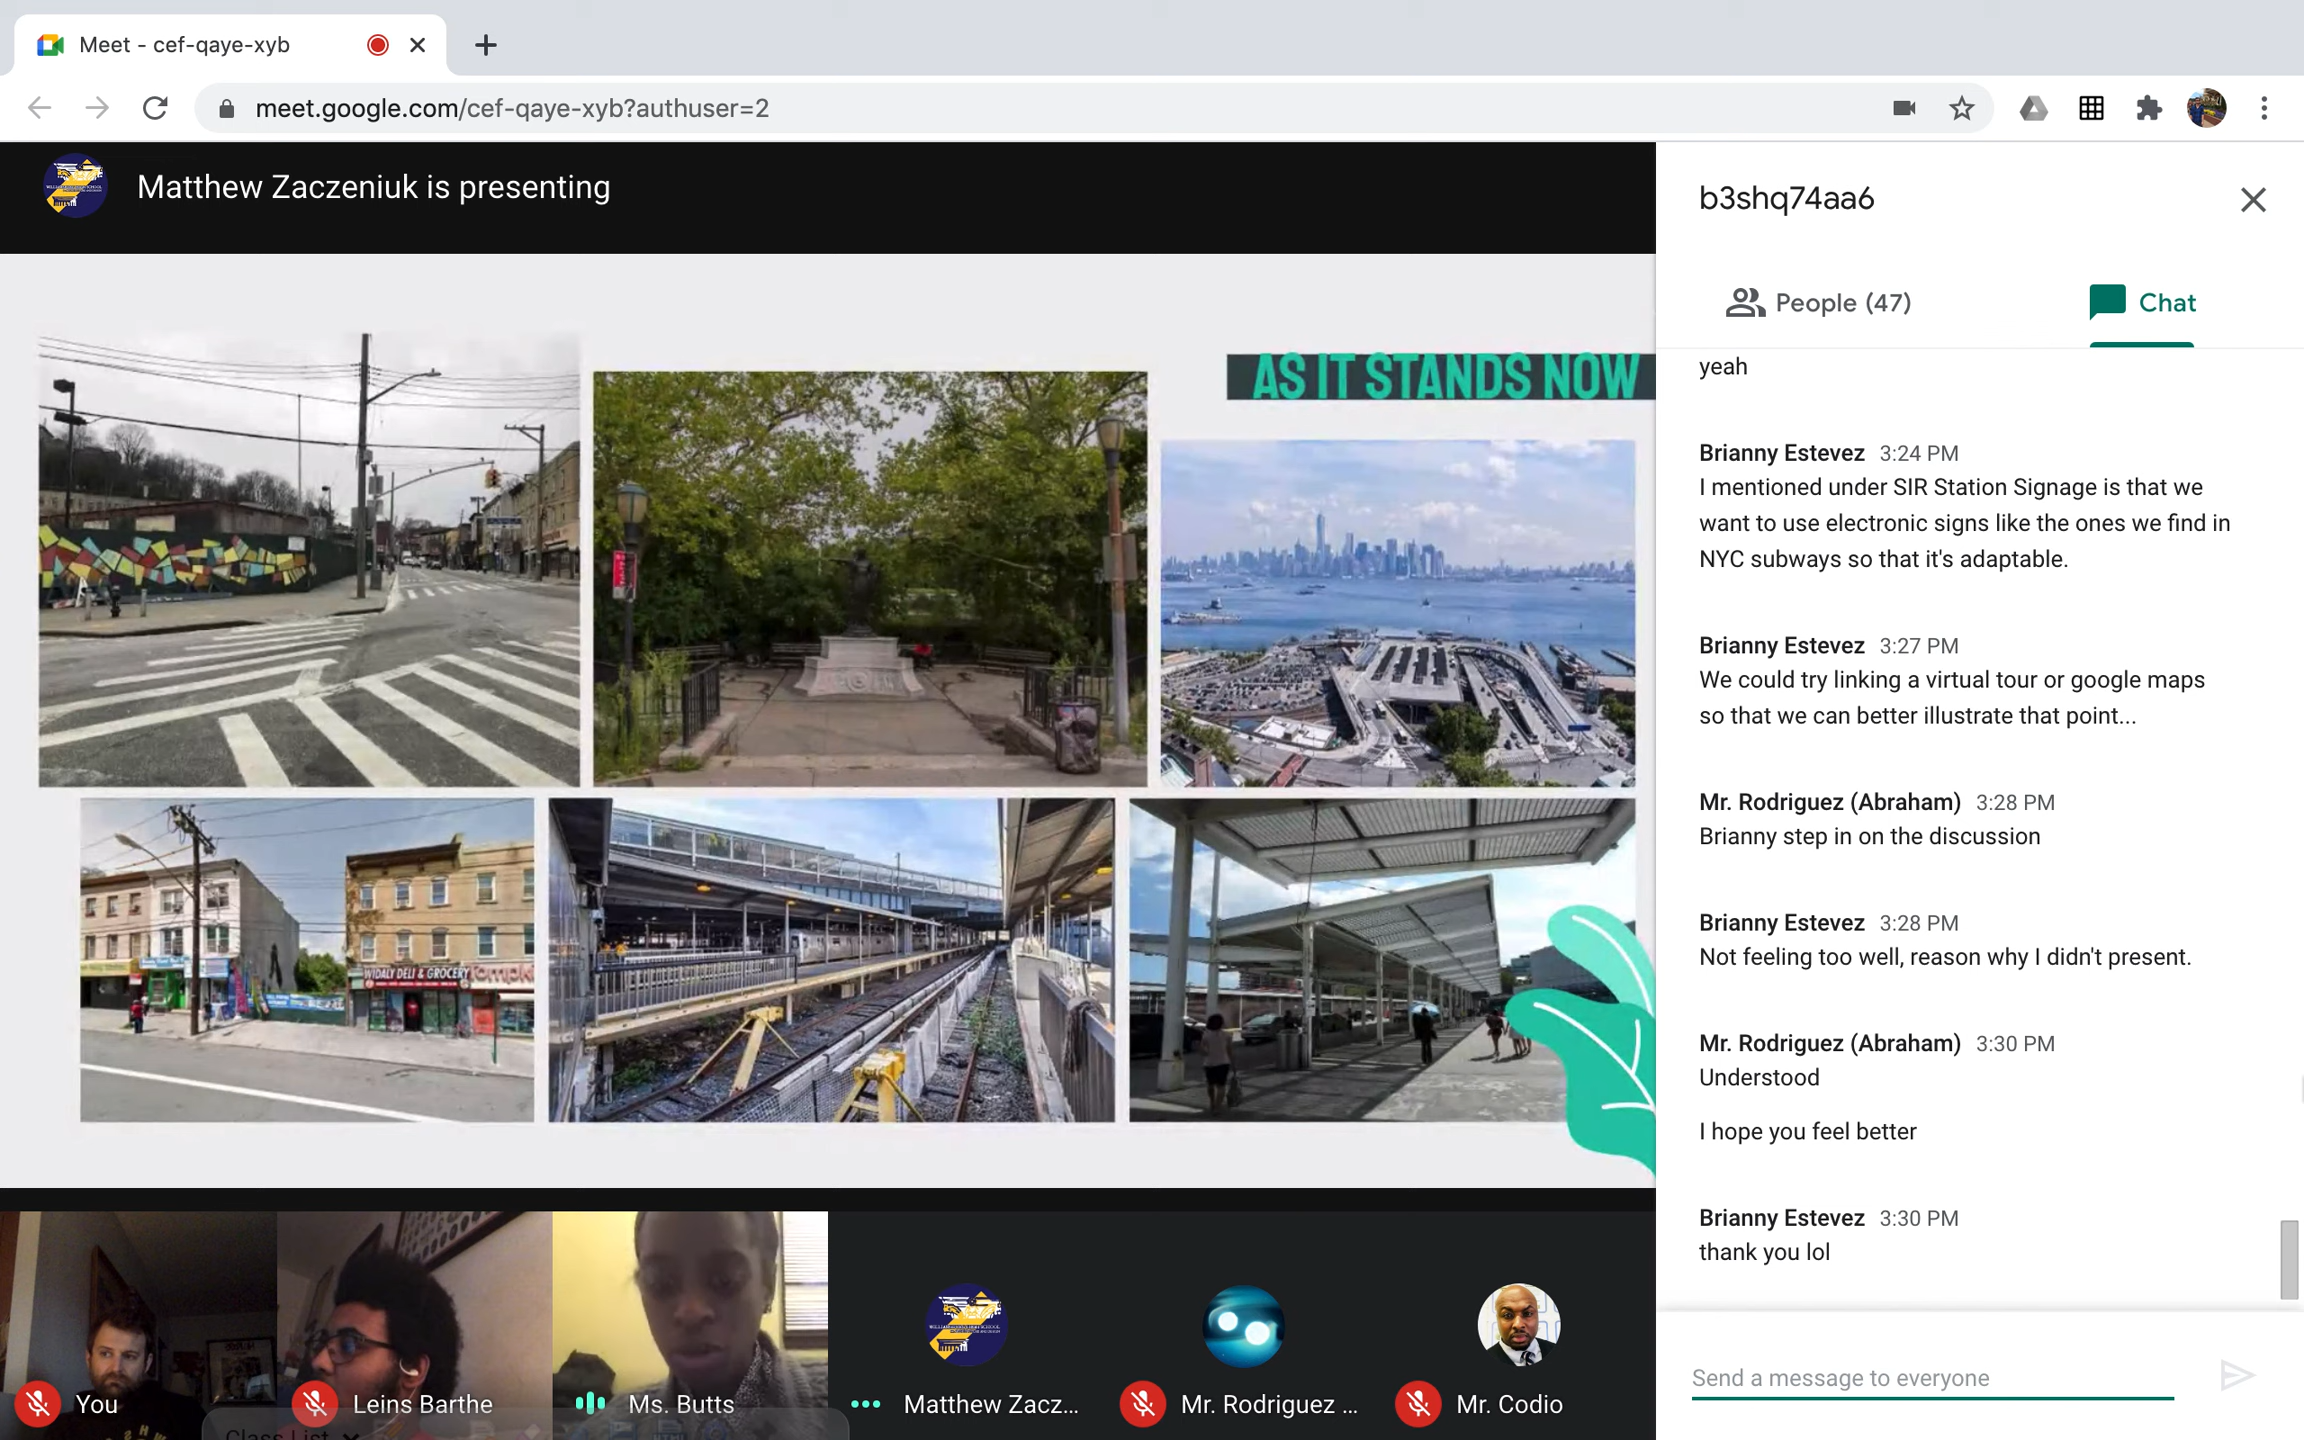 Meet - cef-qaye-xyb
meet.google.com/cef-qaye-xyb?authuser=2
Matthew Zaczeniuk is presenting
AS IT STANDS NOW
WIDALY DELI & GROCERY
b3shq74aa6
People (47)
Chat
yeah
Brianny Estevez 3:24 PM
I mentioned under SIR Station Signage is that we
want to use electronic signs like the ones we find in
NYC subways so that it's adaptable.
Brianny Estevez 3:27 PM
We could try linking a virtual tour or google maps
so that we can better illustrate that point...
Mr. Rodriguez (Abraham) 3:28 PM
Brianny step in on the discussion
Brianny Estevez 3:28 PM
Not feeling too well, reason why I didn't present.
Mr. Rodriguez (Abraham) 3:30 PM
Understood
I hope you feel better
Brianny Estevez 3:30 PM
thank you lol
Send a message to everyone
You
Leins Barthe
Ms. Butts
Matthew Zacz...
Mr. Rodriguez ...
Mr. Codio
Class List